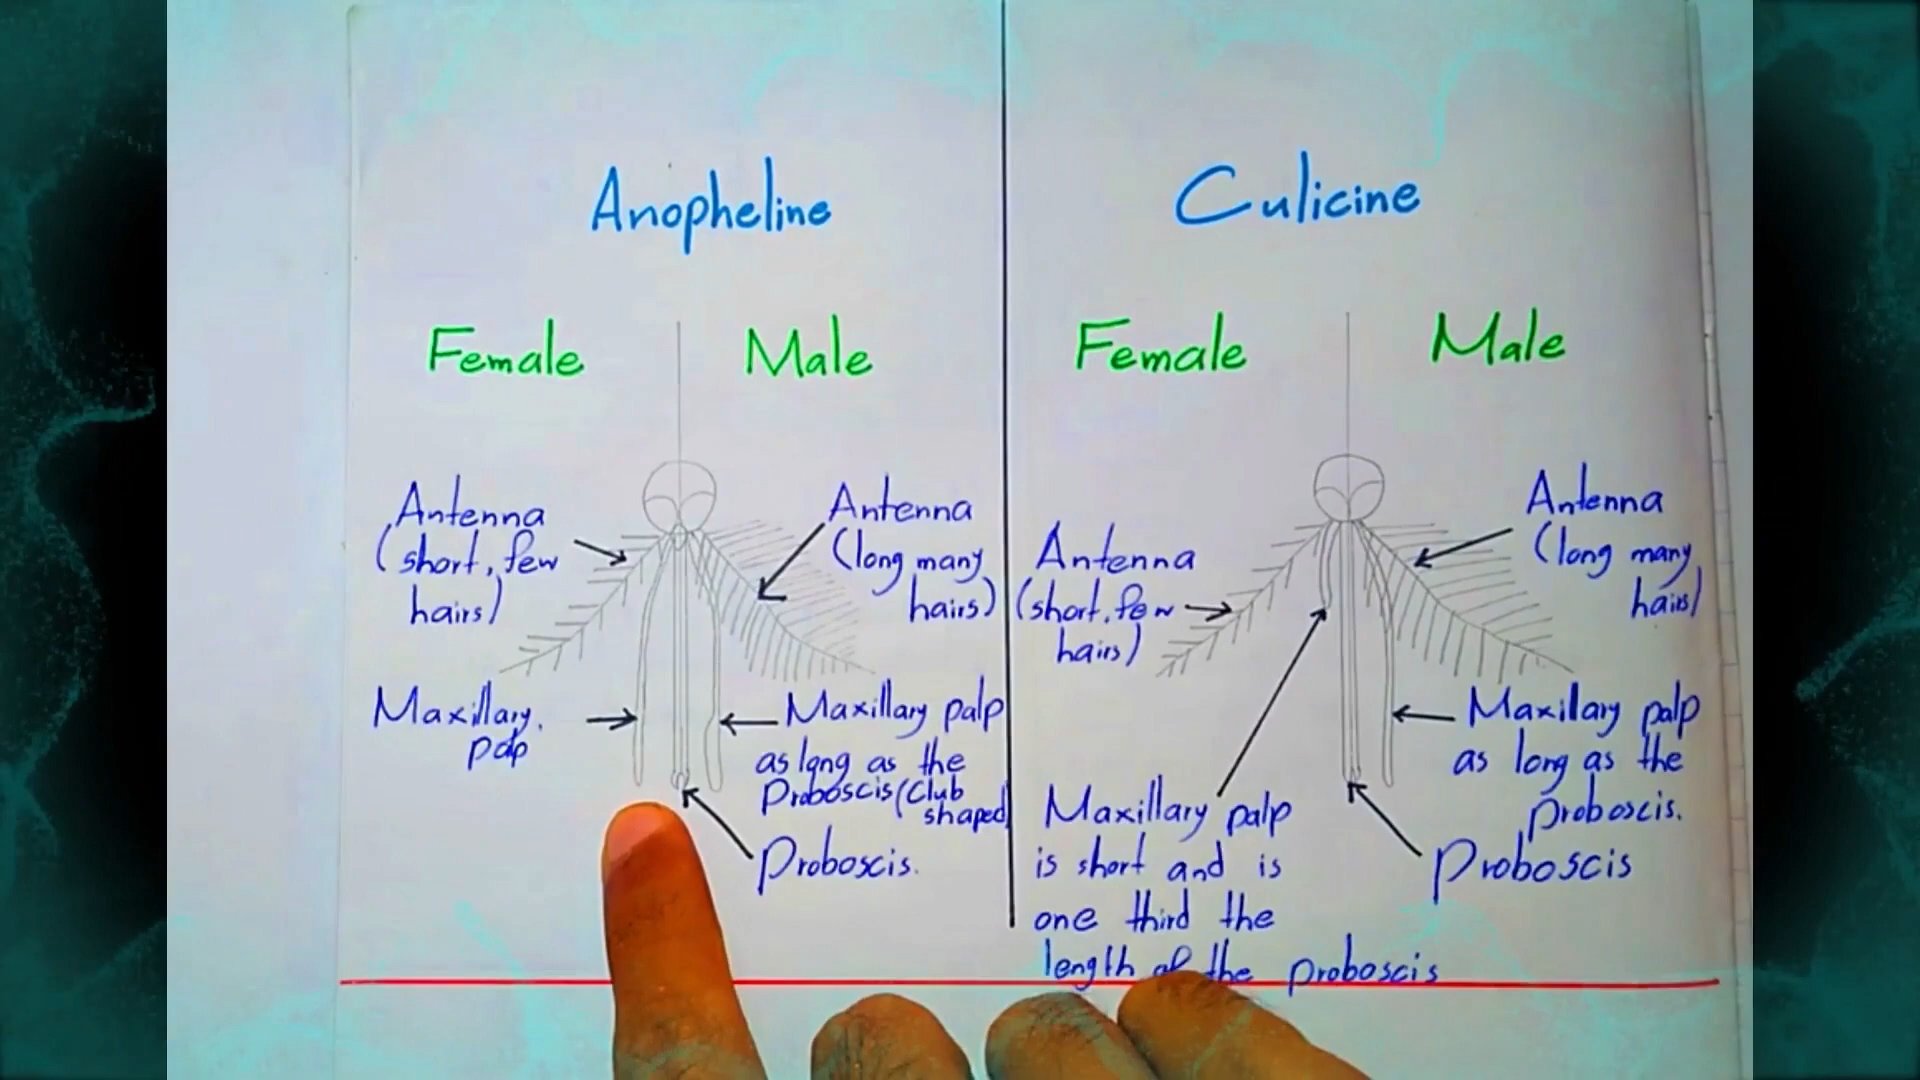 Anopheline
Female
Male
Antenna
(short, few
hairs)
Antenna
(long many
hairs)
Maxillary
palp
Maxillary palp
as long as the
Proboscis (Club
shaped)
Proboscis.
Culicine
Female
Male
Antenna
(short, few
hairs)
Antenna
(long many
hairs)
Maxillary palp
is short and is
one third the
length of the proboscis
Maxillary palp
as long as the
proboscis.
Proboscis